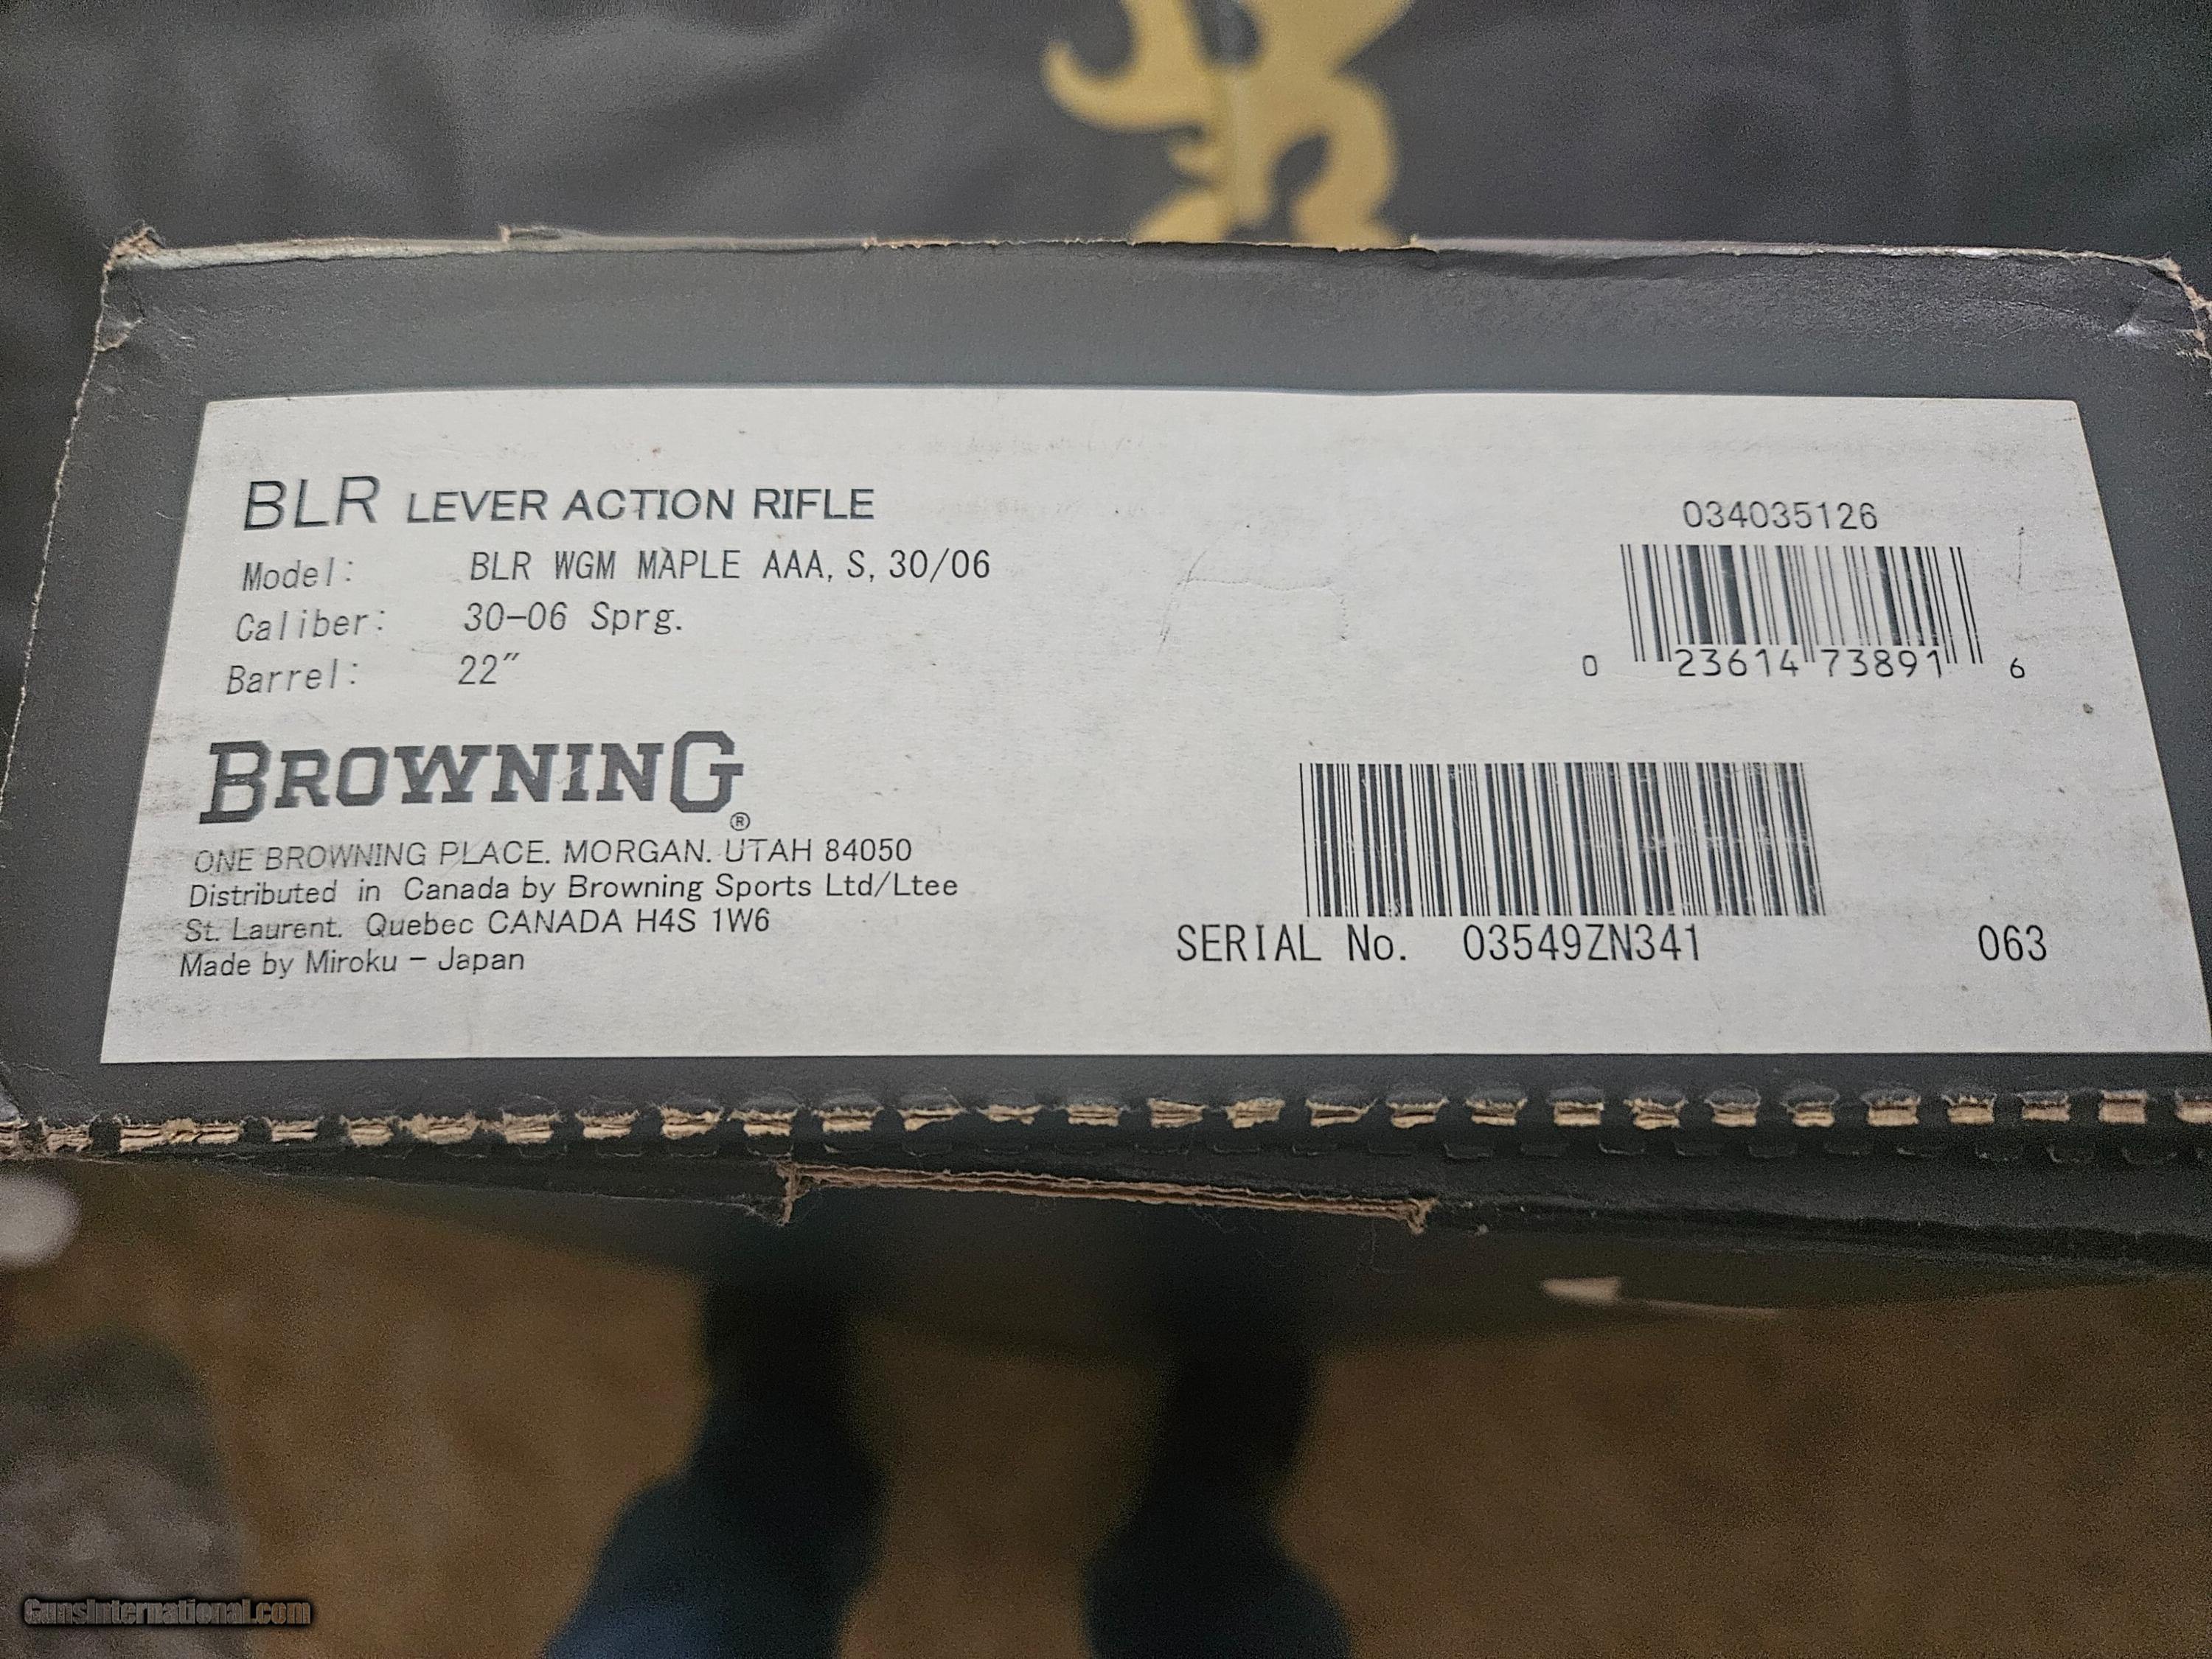 BLR LEVER ACTION RIFLE
Model: BLR WGM MAPLE AAA, S, 30/06
Caliber: 30-06 Sprg.
Barrel: 22"
BROWNING®
ONE BROWNING PLACE. MORGAN. UTAH 84050
Distributed in Canada by Browning Sports Ltd/Ltee
St. Laurent. Quebec CANADA H4S 1W6
Made by Miroku - Japan
034035126
0 23614 73891 6
SERIAL No. 03549ZN341 063
GunsInternational.com